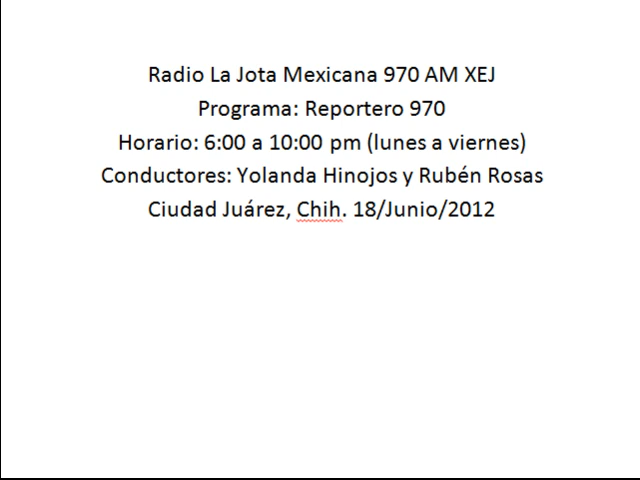 Radio La Jota Mexicana 970 AM XEJ
Programa: Reportero 970
Horario: 6:00 a 10:00 pm (lunes a viernes)
Conductores: Yolanda Hinojos y Rubén Rosas
Ciudad Juárez, Chih. 18/Junio/2012